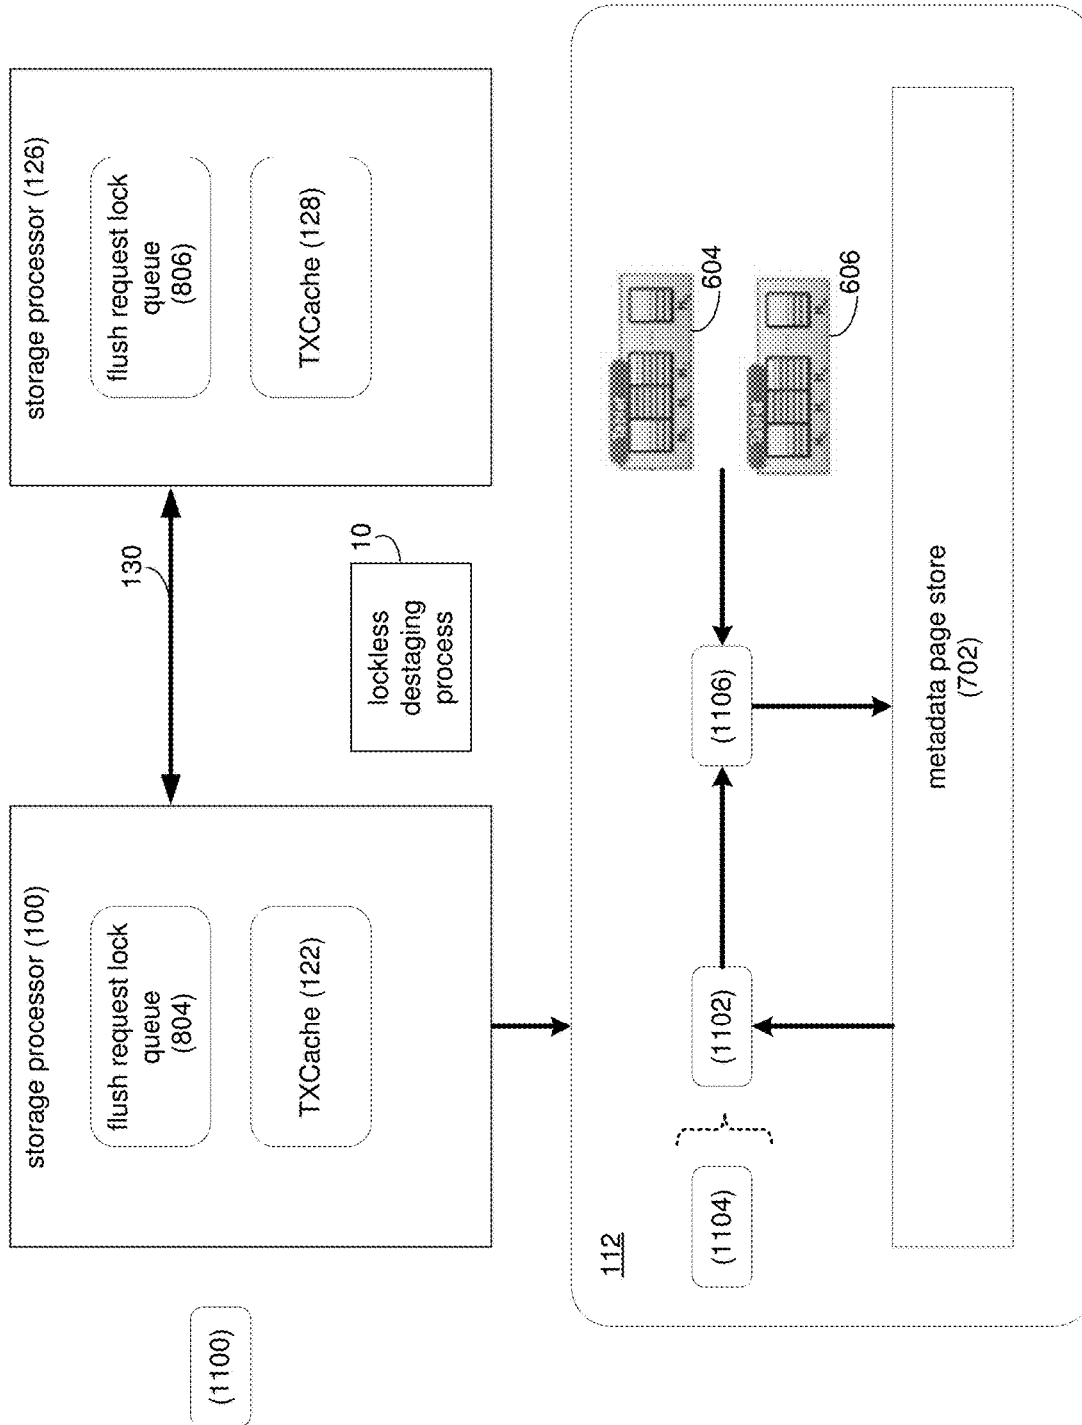 (1100)
storage processor (100)
flush request lock
queue
(804)
TXCache (122)
130
lockless
destaging
process
10
storage processor (126)
flush request lock
queue
(806)
TXCache (128)
112
(1104)
(1102)
(1106)
604
606
metadata page store
(702)